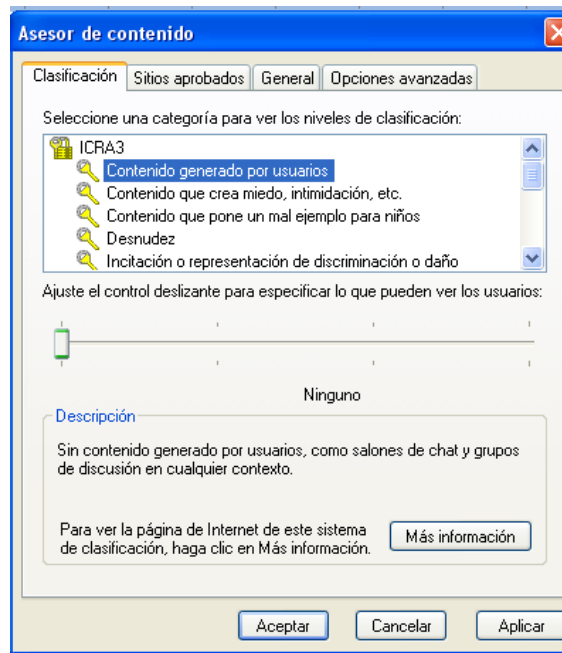 Asesor de contenido
Clasificación
Sitios aprobados
General
Opciones avanzadas
Seleccione una categoría para ver los niveles de clasificación:
ICRA3
Contenido generado por usuarios
Contenido que crea miedo, intimidación, etc.
Contenido que pone un mal ejemplo para niños
Desnudez
Incitación o representación de discriminación o daño
Ajuste el control deslizante para especificar lo que pueden ver los usuarios:
Ninguno
Descripción
Sin contenido generado por usuarios, como salones de chat y grupos
de discusión en cualquier contexto.
Para ver la página de Internet de este sistema
de clasificación, haga clic en Más información.
Más información
Aceptar
Cancelar
Aplicar